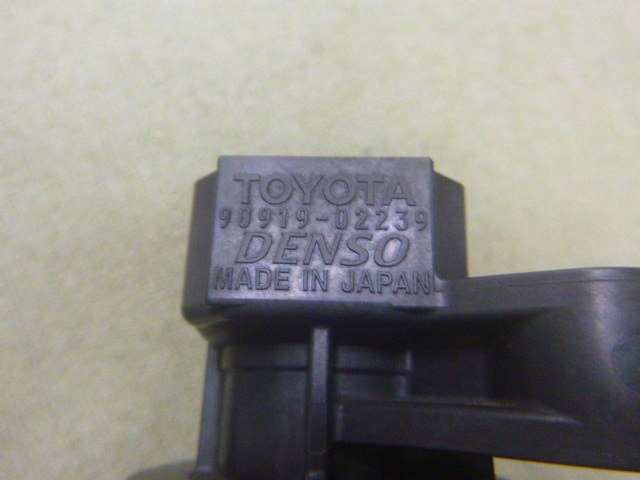 TOYOTA
90919-02239
DENSO
MADE IN JAPAN